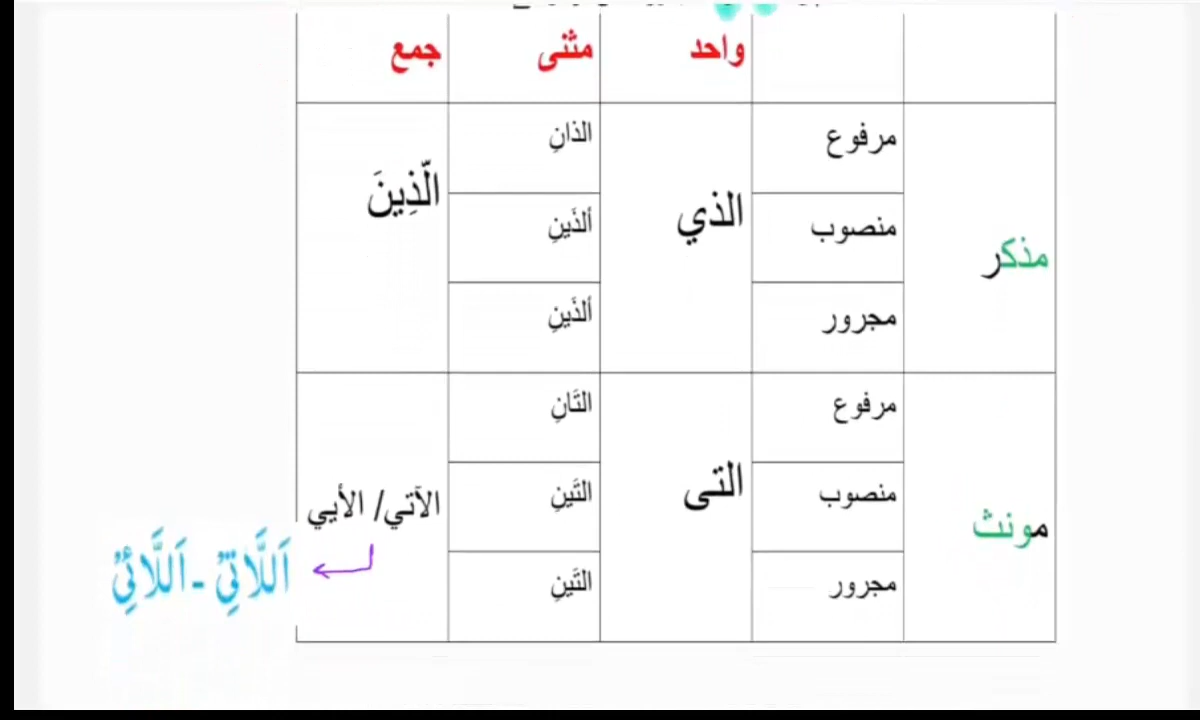 واحد مثنى جمع
مذكر مرفوع الذي الذانِ الّذِينَ
منصوب ألذَينِ
مجرور ألذَينِ
مونث مرفوع التى التَانِ الآتي/ الأيي
منصوب التَينِ
مجرور التَينِ
اَللَّاتِيْ - اَللَّائِيْ